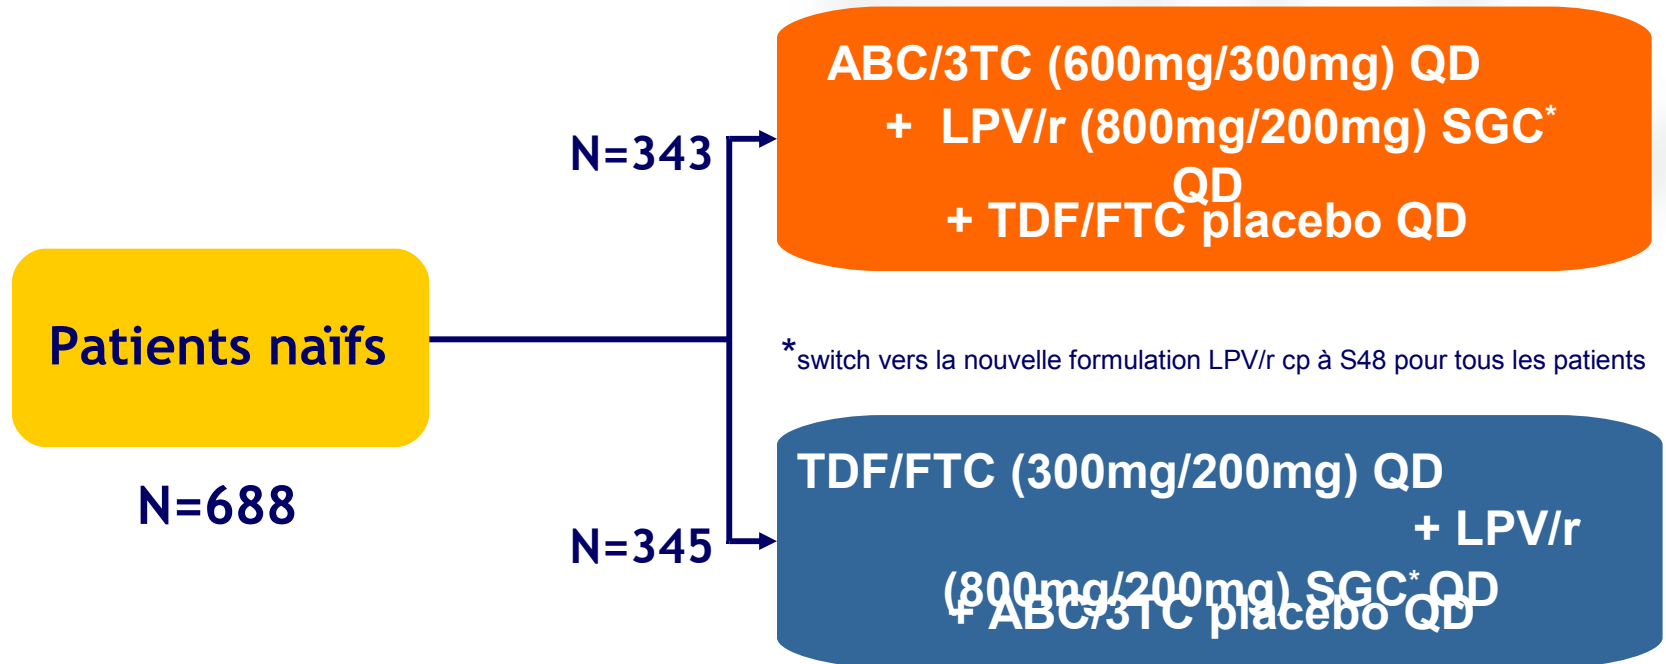 ABC/3TC (600mg/300mg) QD
+ LPV/r (800mg/200mg) SGC*
QD
+ TDF/FTC placebo QD
N=343
Patients naïfs
N=688
*switch vers la nouvelle formulation LPV/r cp à S48 pour tous les patients
N=345
TDF/FTC (300mg/200mg) QD
+ LPV/r
(800mg/200mg) SGC* QD
+ ABC/3TC placebo QD